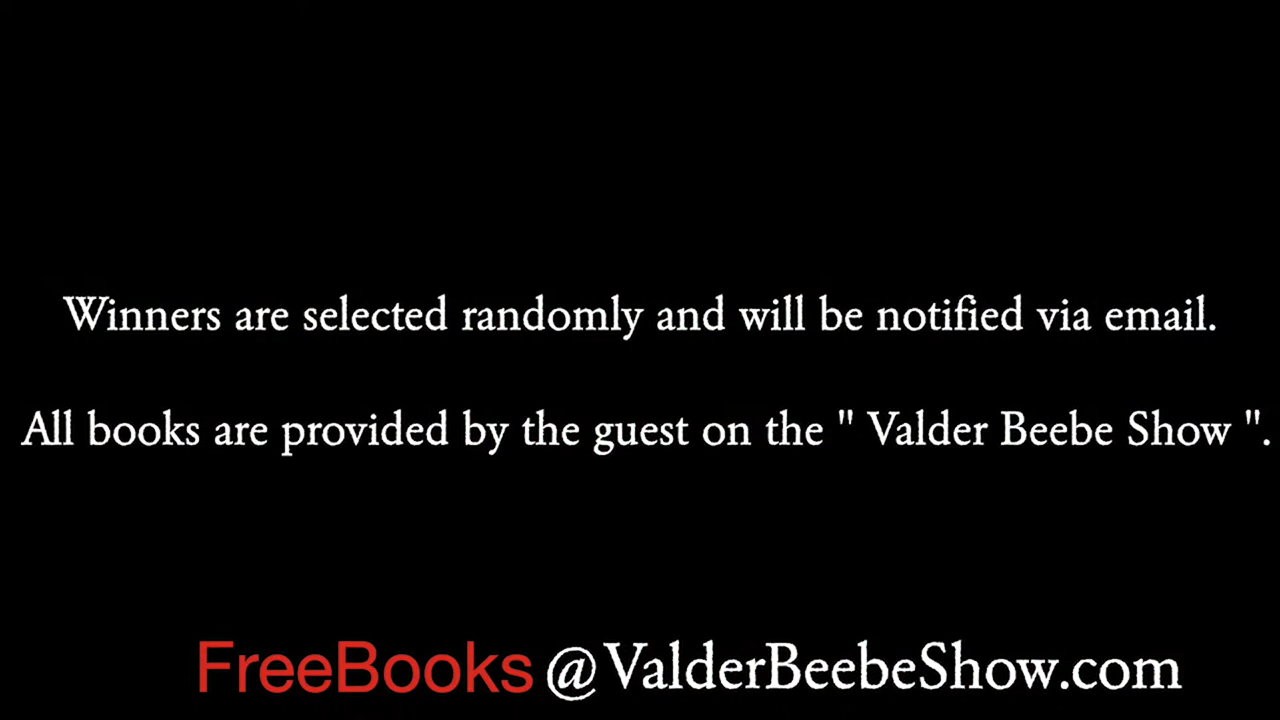 Winners are selected randomly and will be notified via email.
All books are provided by the guest on the " Valder Beebe Show ".
FreeBooks@ValderBeebeShow.com